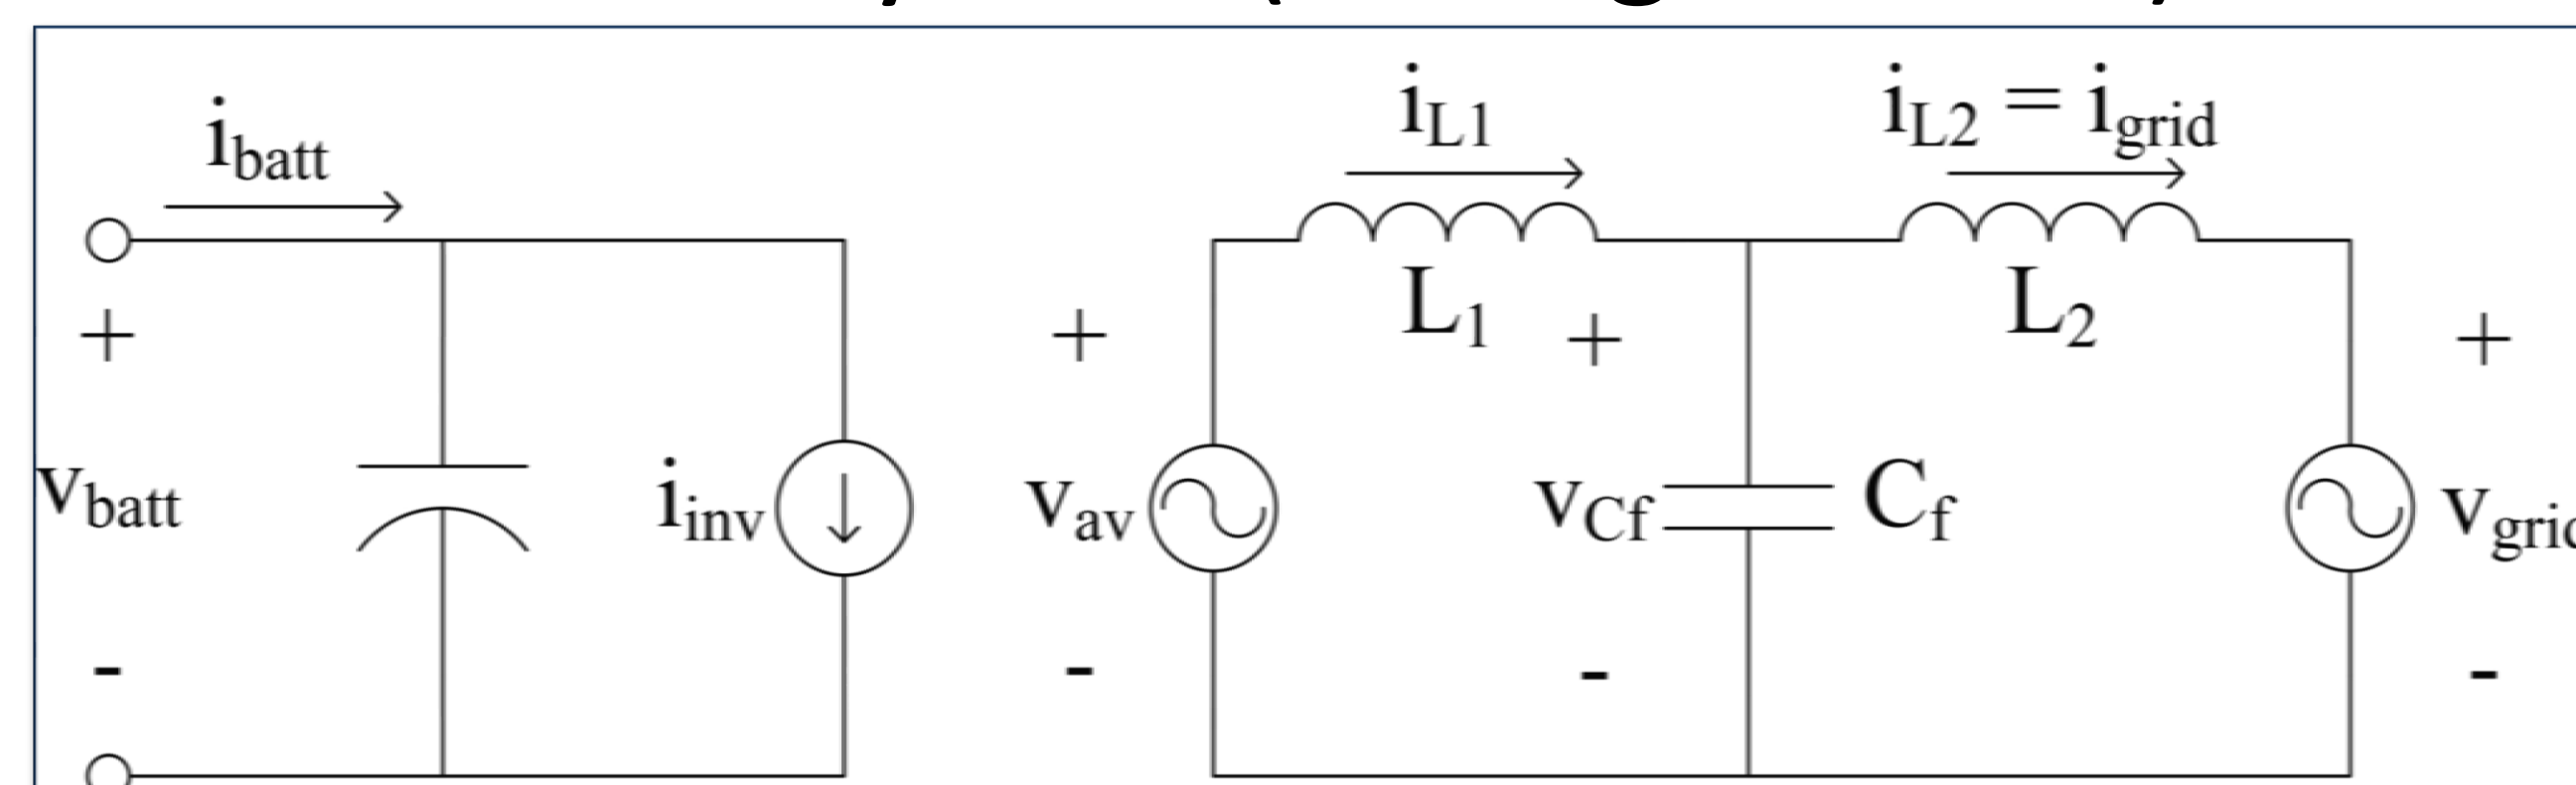 i_batt
i_L1
i_L2 = i_grid
+
+
L_1
+
L_2
+
v_batt
i_inv
v_av
v_Cf
C_f
-
-
-
-